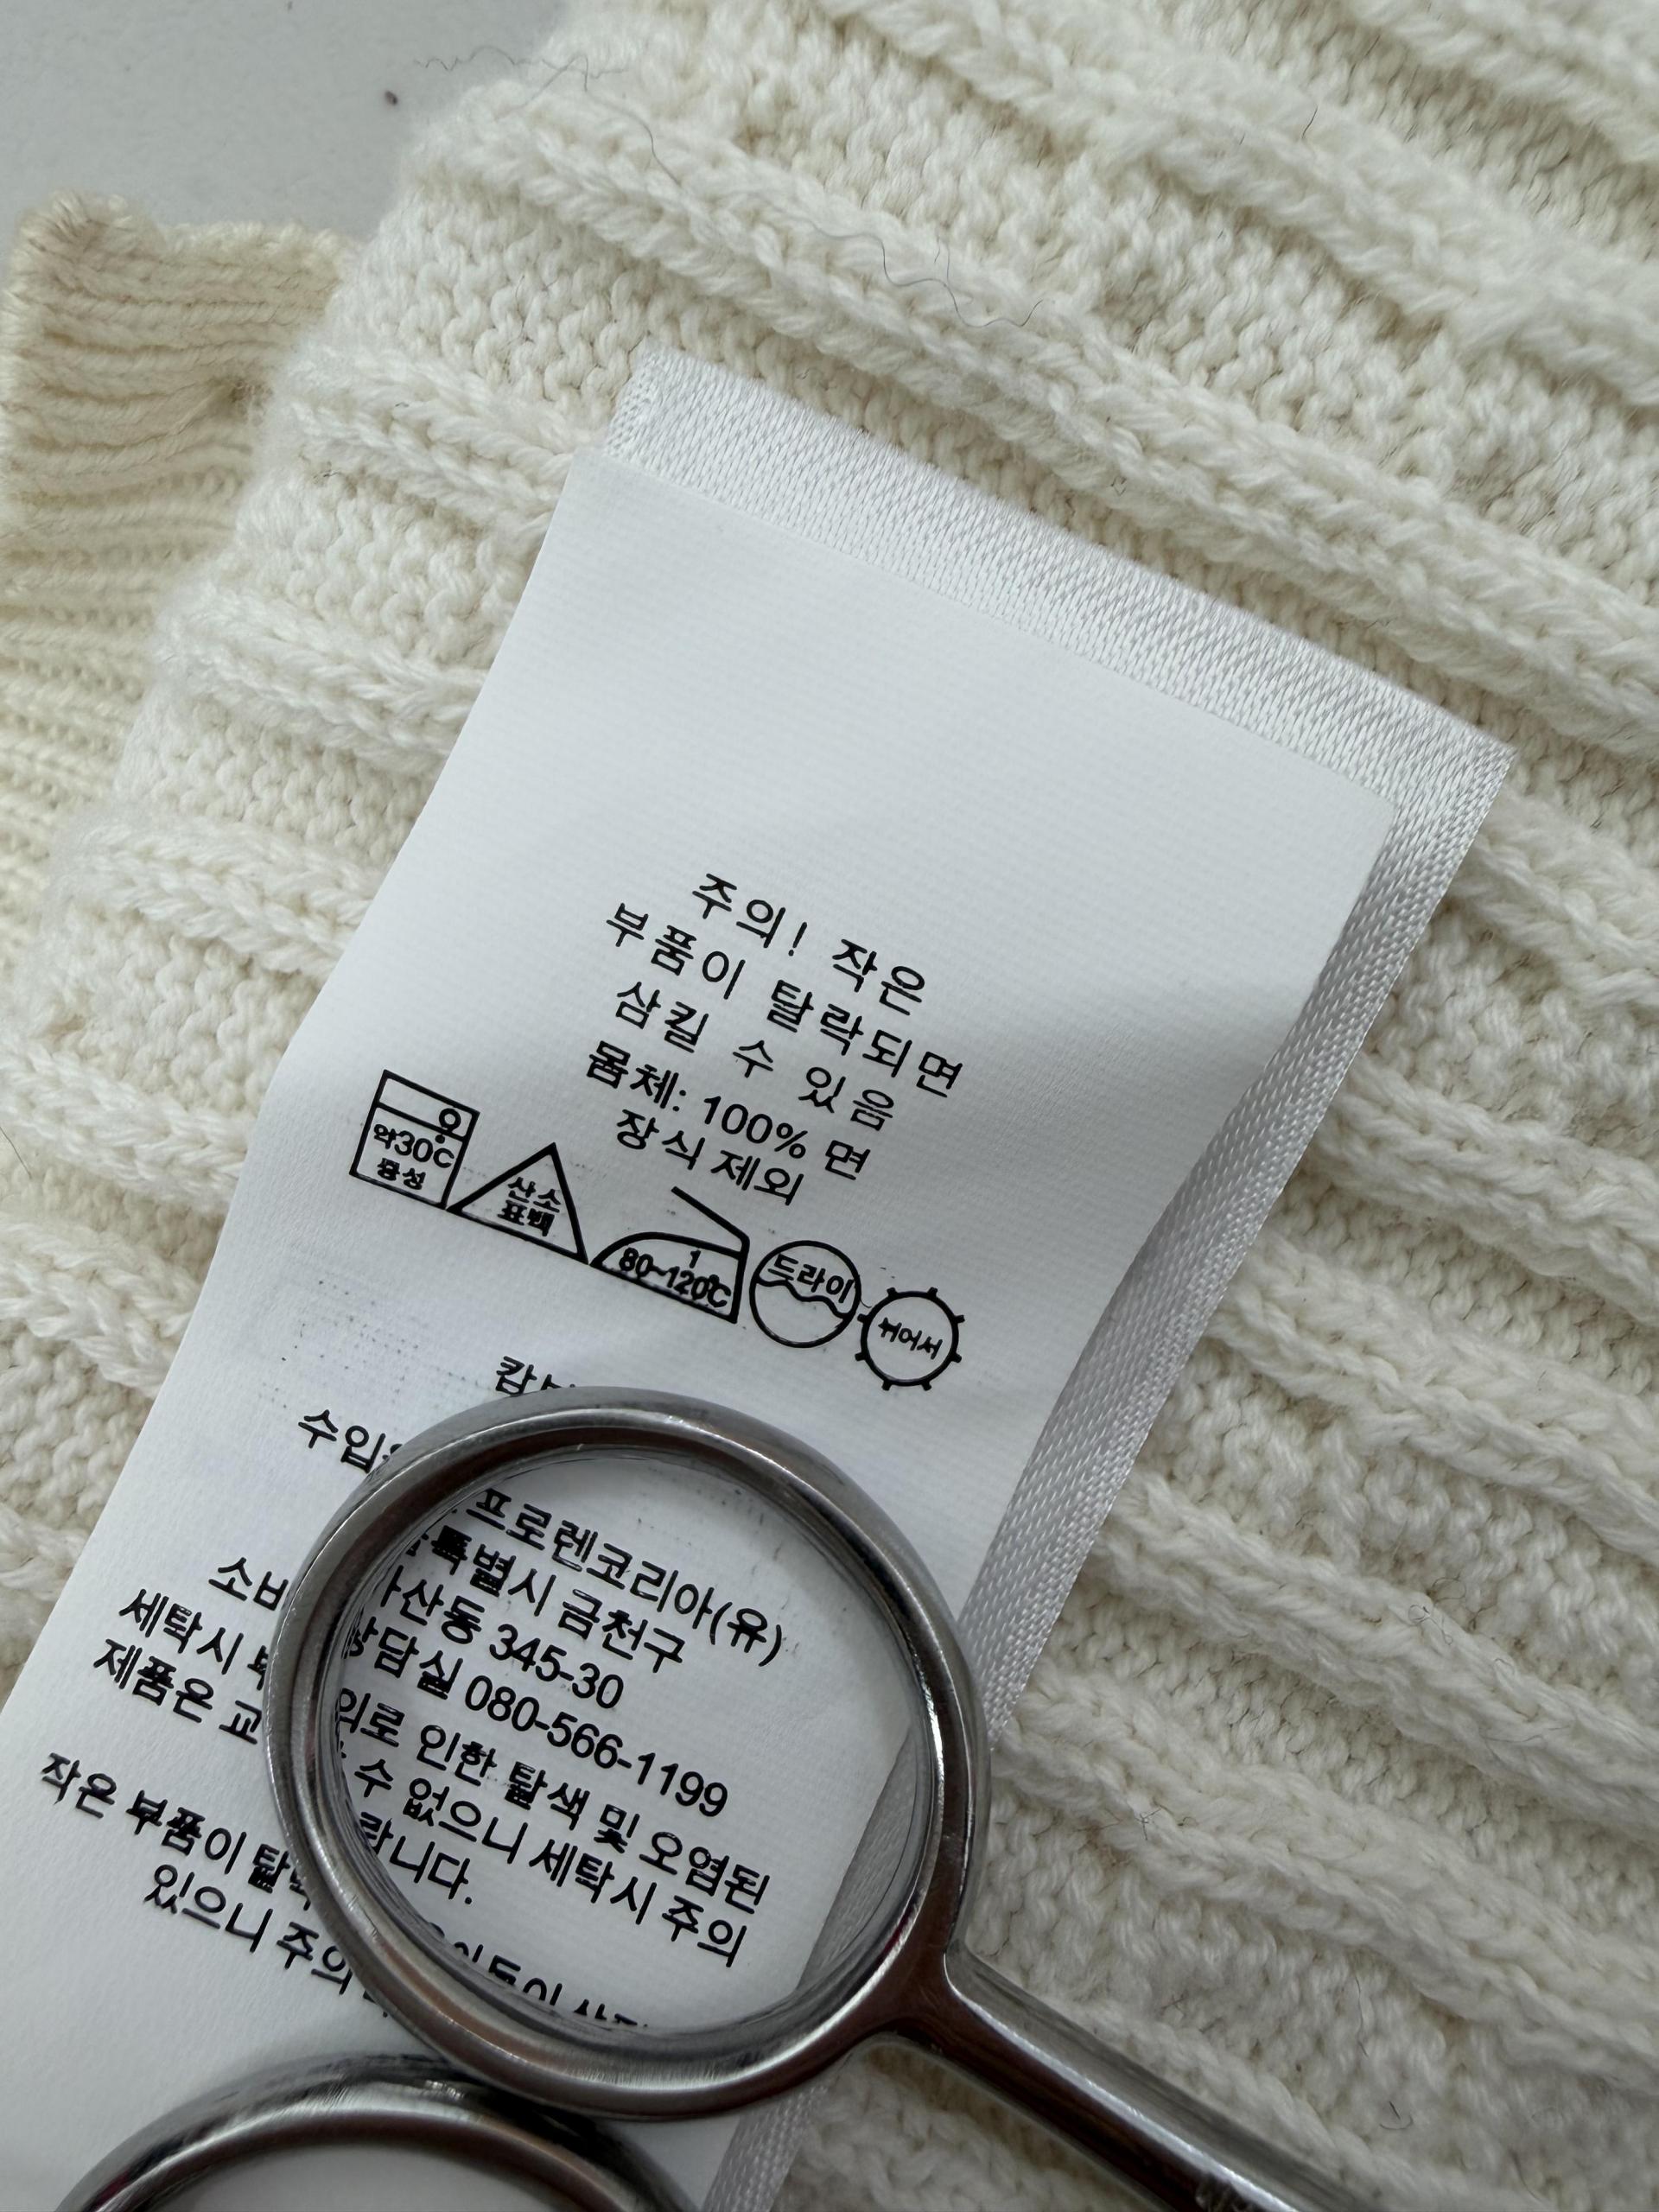 주의! 작은
부품이 탈락되면
삼킬 수 있음
몸체: 100% 면
장식 제외
약30°C
중성
산소
표백
1
80~120°C
드라이
뉘어서
프로렌코리아(유)
특별시 금천구
가산동 345-30
상담실 080-566-1199
세탁시 부 의로 인한 탈색 및 오염된
제품은 교 수 없으니 세탁시 주의
랍니다.
작은 부품이
있으니 주의